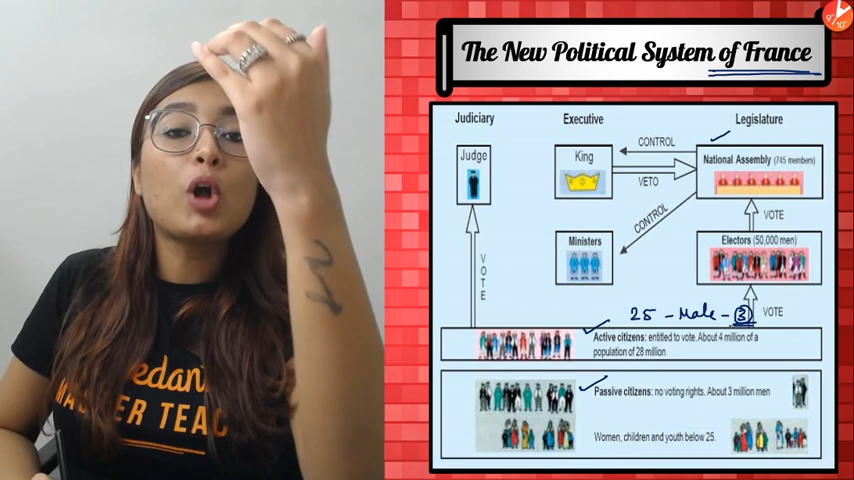 9"/10"
The New Political System of France
Judiciary
Executive
Legislature
Judge
King
CONTROL
VETO
National Assembly (745 members)
CONTROL
VOTE
Ministers
Electors (50,000 men)
VOTE
VOTE
25 - Male - 3
Active citizens: entitled to vote. About 4 million of a
population of 28 million
Passive citizens: no voting rights. About 3 million men
Women, children and youth below 25.
edan
MASTER TEAC